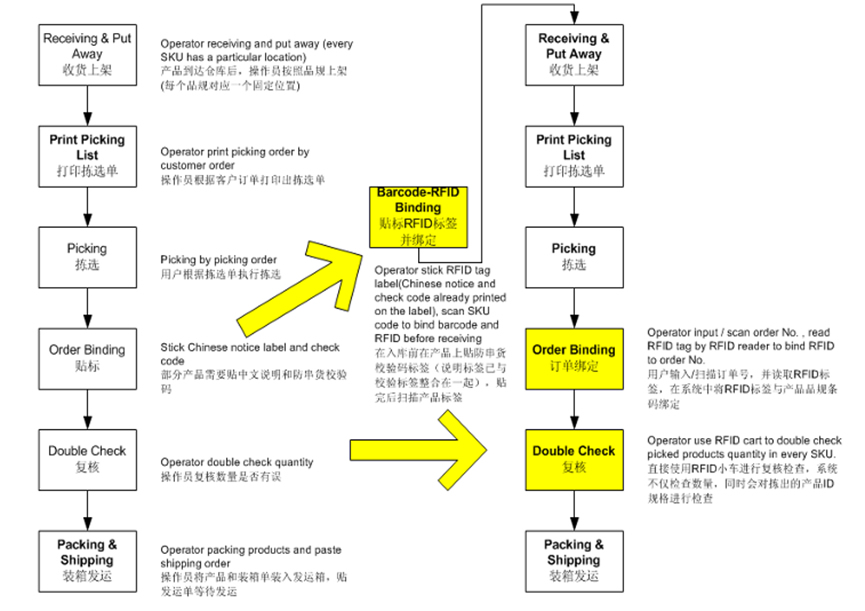 Receiving & Put
Away
收货上架
Operator receiving and put away (every
SKU has a particular location)
产品到达仓库后，操作员按照品规上架
(每个品规对应一个固定位置)
Print Picking
List
打印拣选单
Operator print picking order by
customer order
操作员根据客户订单打印出拣选单
Picking
拣选
Picking by picking order
用户根据拣选单执行拣选
Order Binding
贴标
Stick Chinese notice label and check
code
部分产品需要贴中文说明和防串货校验
码
Double Check
复核
Operator double check quantity
操作员复核数量是否有误
Packing &
Shipping
装箱发运
Operator packing products and paste
shipping order
操作员将产品和装箱单装入发运箱，贴
发运单等待发运
Barcode-RFID
Binding
贴标RFID标签
并绑定
Operator stick RFID tag
label(Chinese notice and
check code already printed
on the label), scan SKU
code to bind barcode and
RFID before receiving
在入库前在产品上贴防串货
校验码标签（说明标签已与
校验标签整合在一起），贴
完后扫描产品标签
Receiving &
Put Away
收货上架
Print Picking
List
打印拣选单
Picking
拣选
Order Binding
订单绑定
Operator input / scan order No. , read
RFID tag by RFID reader to bind RFID
to order No.
用户输入/扫描订单号，并读取RFID标
签，在系统中将RFID标签与产品品规条
码绑定
Double Check
复核
Operator use RFID cart to double check
picked products quantity in every SKU.
直接使用RFID小车进行复核检查，系统
不仅检查数量，同时会对拣出的产品ID
规格进行检查
Packing &
Shipping
装箱发运